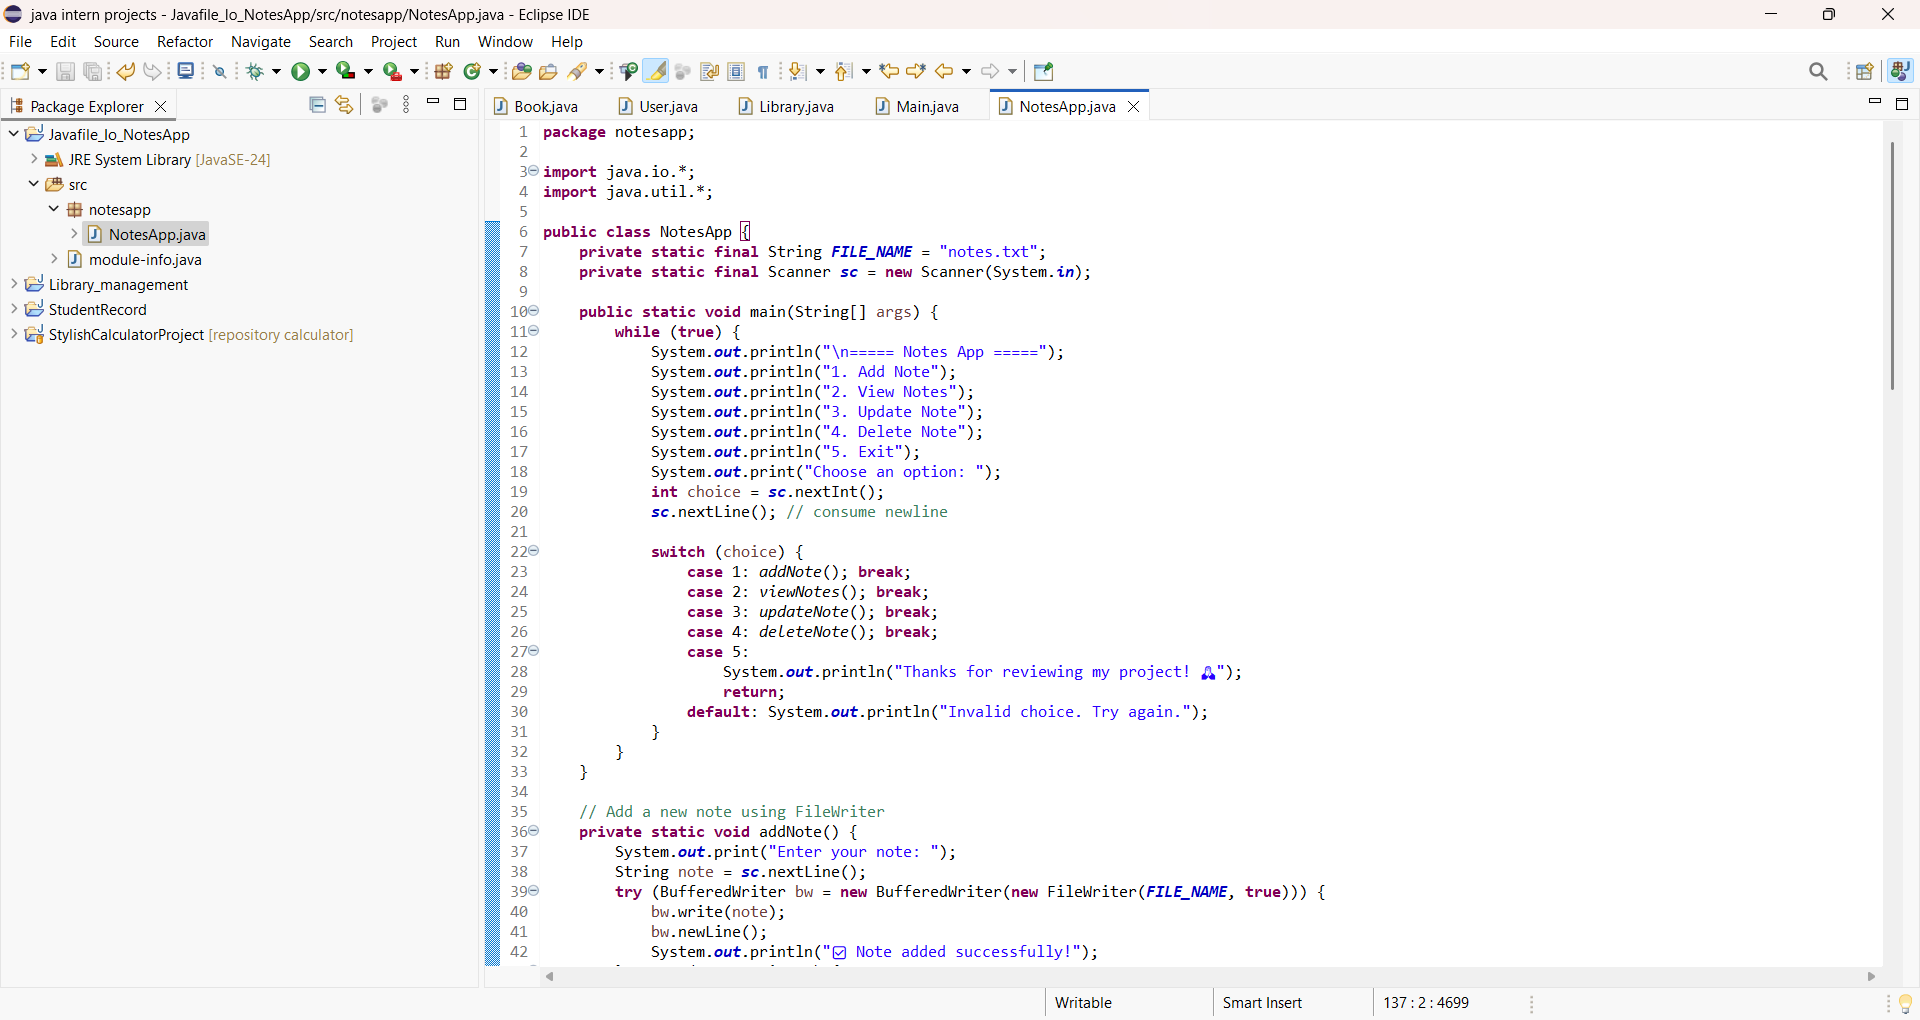 java intern projects - Javafile_Io_NotesApp/src/notesapp/NotesApp.java - Eclipse IDE
File Edit Source Refactor Navigate Search Project Run Window Help
Package Explorer
Javafile_Io_NotesApp
JRE System Library [JavaSE-24]
src
notesapp
NotesApp.java
module-info.java
Library_management
StudentRecord
StylishCalculatorProject [repository calculator]
Book.java User.java Library.java Main.java NotesApp.java
1 package notesapp;
2
3 import java.io.*;
4 import java.util.*;
5
6 public class NotesApp {
7 private static final String FILE_NAME = "notes.txt";
8 private static final Scanner sc = new Scanner(System.in);
9
10 public static void main(String[] args) {
11 while (true) {
12 System.out.println("\n===== Notes App =====");
13 System.out.println("1. Add Note");
14 System.out.println("2. View Notes");
15 System.out.println("3. Update Note");
16 System.out.println("4. Delete Note");
17 System.out.println("5. Exit");
18 System.out.print("Choose an option: ");
19 int choice = sc.nextInt();
20 sc.nextLine(); // consume newline
21
22 switch (choice) {
23 case 1: addNote(); break;
24 case 2: viewNotes(); break;
25 case 3: updateNote(); break;
26 case 4: deleteNote(); break;
27 case 5:
28 System.out.println("Thanks for reviewing my project! 🙏");
29 return;
30 default: System.out.println("Invalid choice. Try again.");
31 }
32 }
33 }
34
35 // Add a new note using FileWriter
36 private static void addNote() {
37 System.out.print("Enter your note: ");
38 String note = sc.nextLine();
39 try (BufferedWriter bw = new BufferedWriter(new FileWriter(FILE_NAME, true))) {
40 bw.write(note);
41 bw.newLine();
42 System.out.println("✅ Note added successfully!");
Writable Smart Insert 137 : 2 : 4699